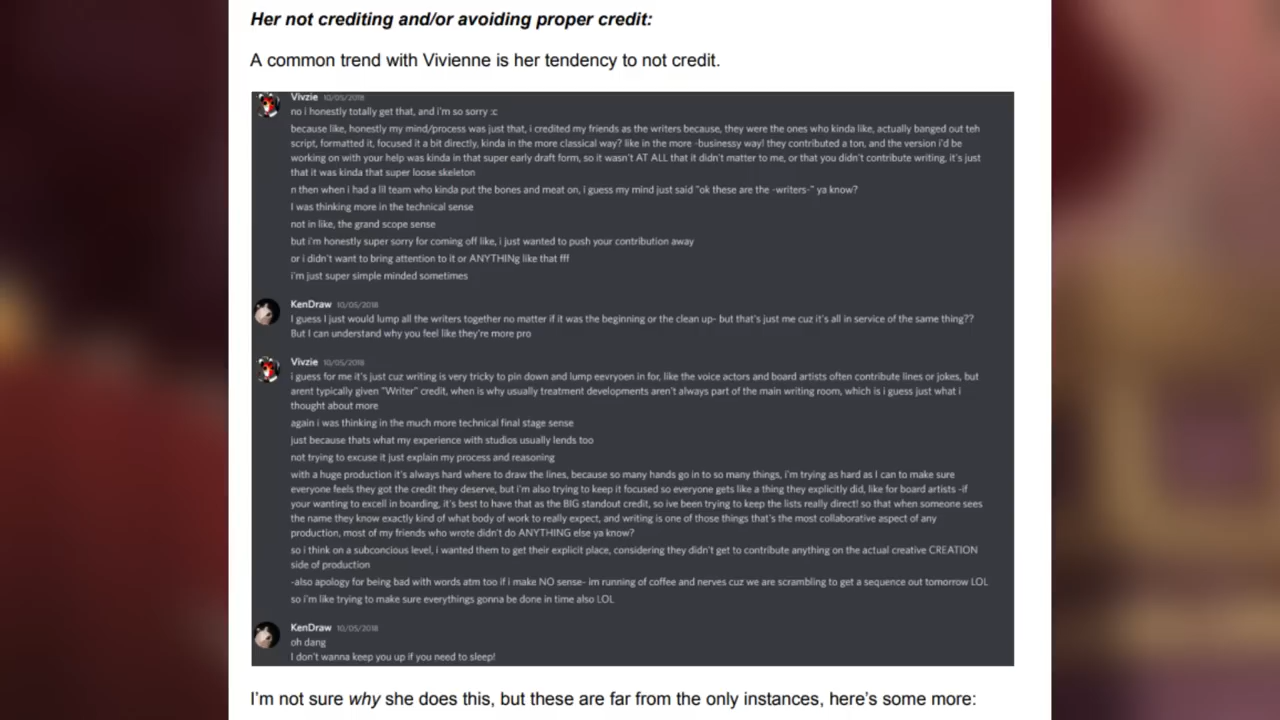 Her not crediting and/or avoiding proper credit:
A common trend with Vivienne is her tendency to not credit.
Vivzie 10/05/2018
no i honestly totally get that, and i'm so sorry :c
because like, honestly my mind/process was just that, i credited my friends as the writers because, they were the ones who kinda like, actually banged out teh
script, formatted it, focused it a bit directly, kinda in the more classical way? like in the more -businessy way! they contributed a ton, and the version i'd be
working on with your help was kinda in that super early draft form, so it wasn't AT ALL that it didn't matter to me, or that you didn't contribute writing, it's just
that it was kinda that super loose skeleton
n then when i had a lil team who kinda put the bones and meat on, i guess my mind just said "ok these are the -writers-" ya know?
I was thinking more in the technical sense
not in like, the grand scope sense
but i'm honestly super sorry for coming off like, i just wanted to push your contribution away
or i didn't want to bring attention to it or ANYTHINg like that fff
i'm just super simple minded sometimes
KenDraw 10/05/2018
I guess I just would lump all the writers together no matter if it was the beginning or the clean up- but that's just me cuz it's all in service of the same thing??
But I can understand why you feel like they're more pro
Vivzie 10/05/2018
i guess for me it's just cuz writing is very tricky to pin down and lump eevryoen in for, like the voice actors and board artists often contribute lines or jokes, but
arent typically given "Writer" credit, when is why usually treatment developments aren't always part of the main writing room, which is i guess just what i
thought about more
again i was thinking in the much more technical final stage sense
just because thats what my experience with studios usually lends too
not trying to excuse it just explain my process and reasoning
with a huge production it's always hard where to draw the lines, because so many hands go in to so many things, i'm trying as hard as I can to make sure
everyone feels they got the credit they deserve, but i'm also trying to keep it focused so everyone gets like a thing they explicitly did, like for board artists -if
your wanting to excell in boarding, it's best to have that as the BIG standout credit, so ive been trying to keep the lists really direct! so that when someone sees
the name they know exactly kind of what body of work to really expect, and writing is one of those things that's the most collaborative aspect of any
production, most of my friends who wrote didn't do ANYTHING else ya know?
so i think on a subconcious level, i wanted them to get their explicit place, considering they didn't get to contribute anything on the actual creative CREATION
side of production
-also apology for being bad with words atm too if i make NO sense- im running of coffee and nerves cuz we are scrambling to get a sequence out tomorrow LOL
so i'm like trying to make sure everythings gonna be done in time also LOL
KenDraw 10/05/2018
oh dang
I don't wanna keep you up if you need to sleep!
I'm not sure why she does this, but these are far from the only instances, here's some more: